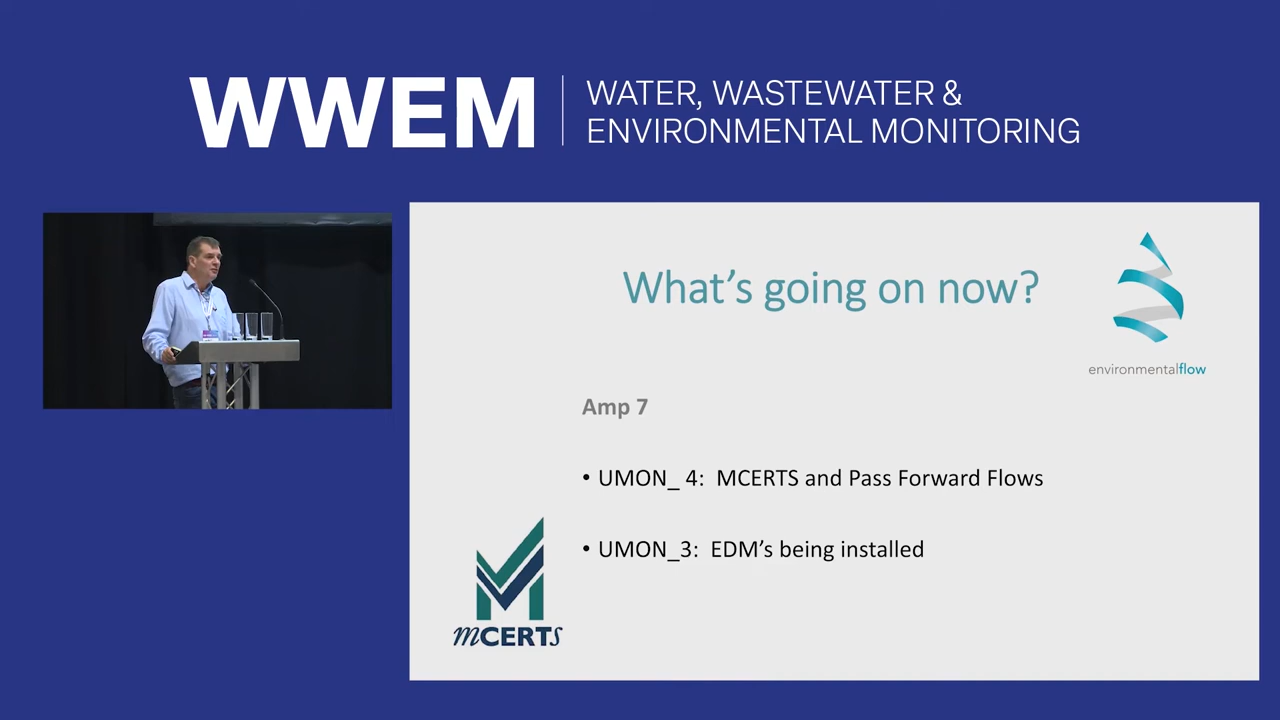 WWEM
WATER, WASTEWATER &
ENVIRONMENTAL MONITORING
What's going on now?
environmentalflow
Amp 7
• UMON_ 4:  MCERTS and Pass Forward Flows
• UMON_3:  EDM's being installed
mCERTs